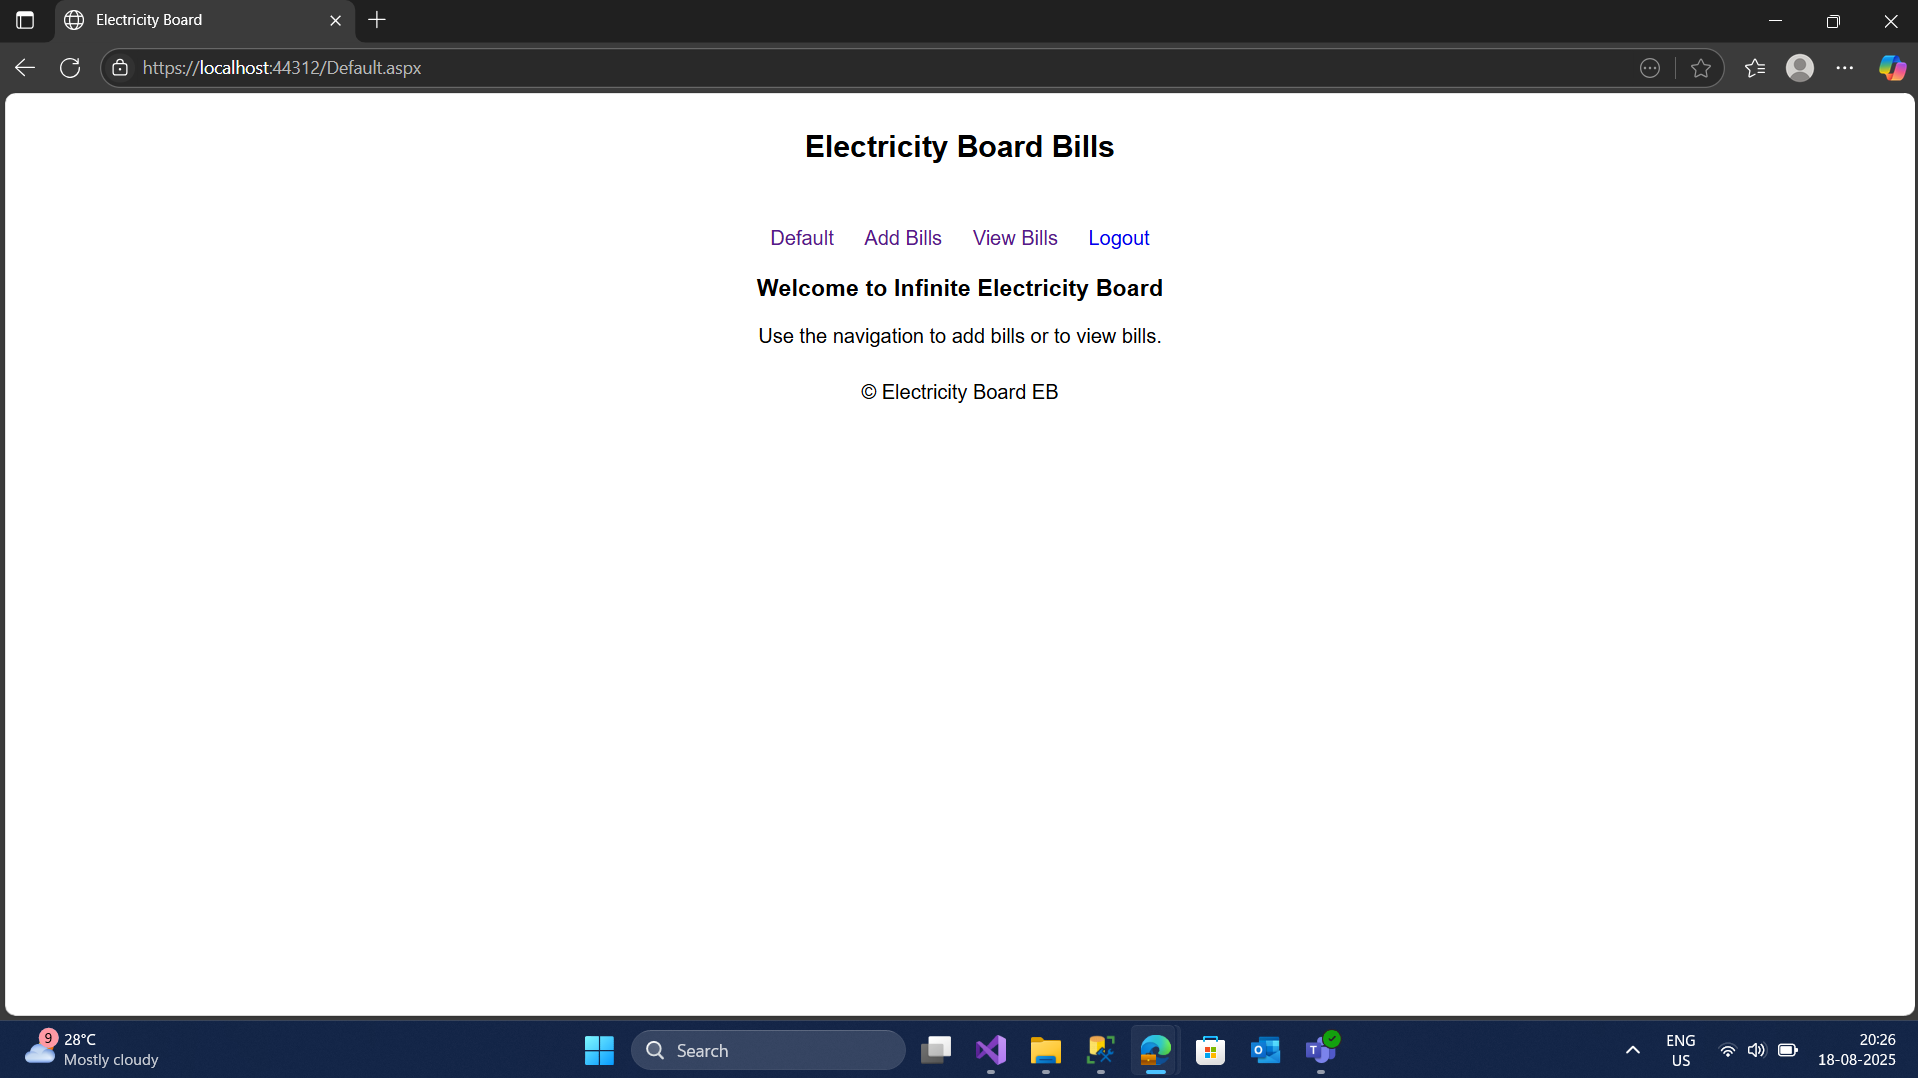 Electricity Board
https://localhost:44312/Default.aspx
Electricity Board Bills
Default Add Bills View Bills Logout
Welcome to Infinite Electricity Board
Use the navigation to add bills or to view bills.
© Electricity Board EB
9
28°C
Mostly cloudy
Search
ENG
US
20:26
18-08-2025